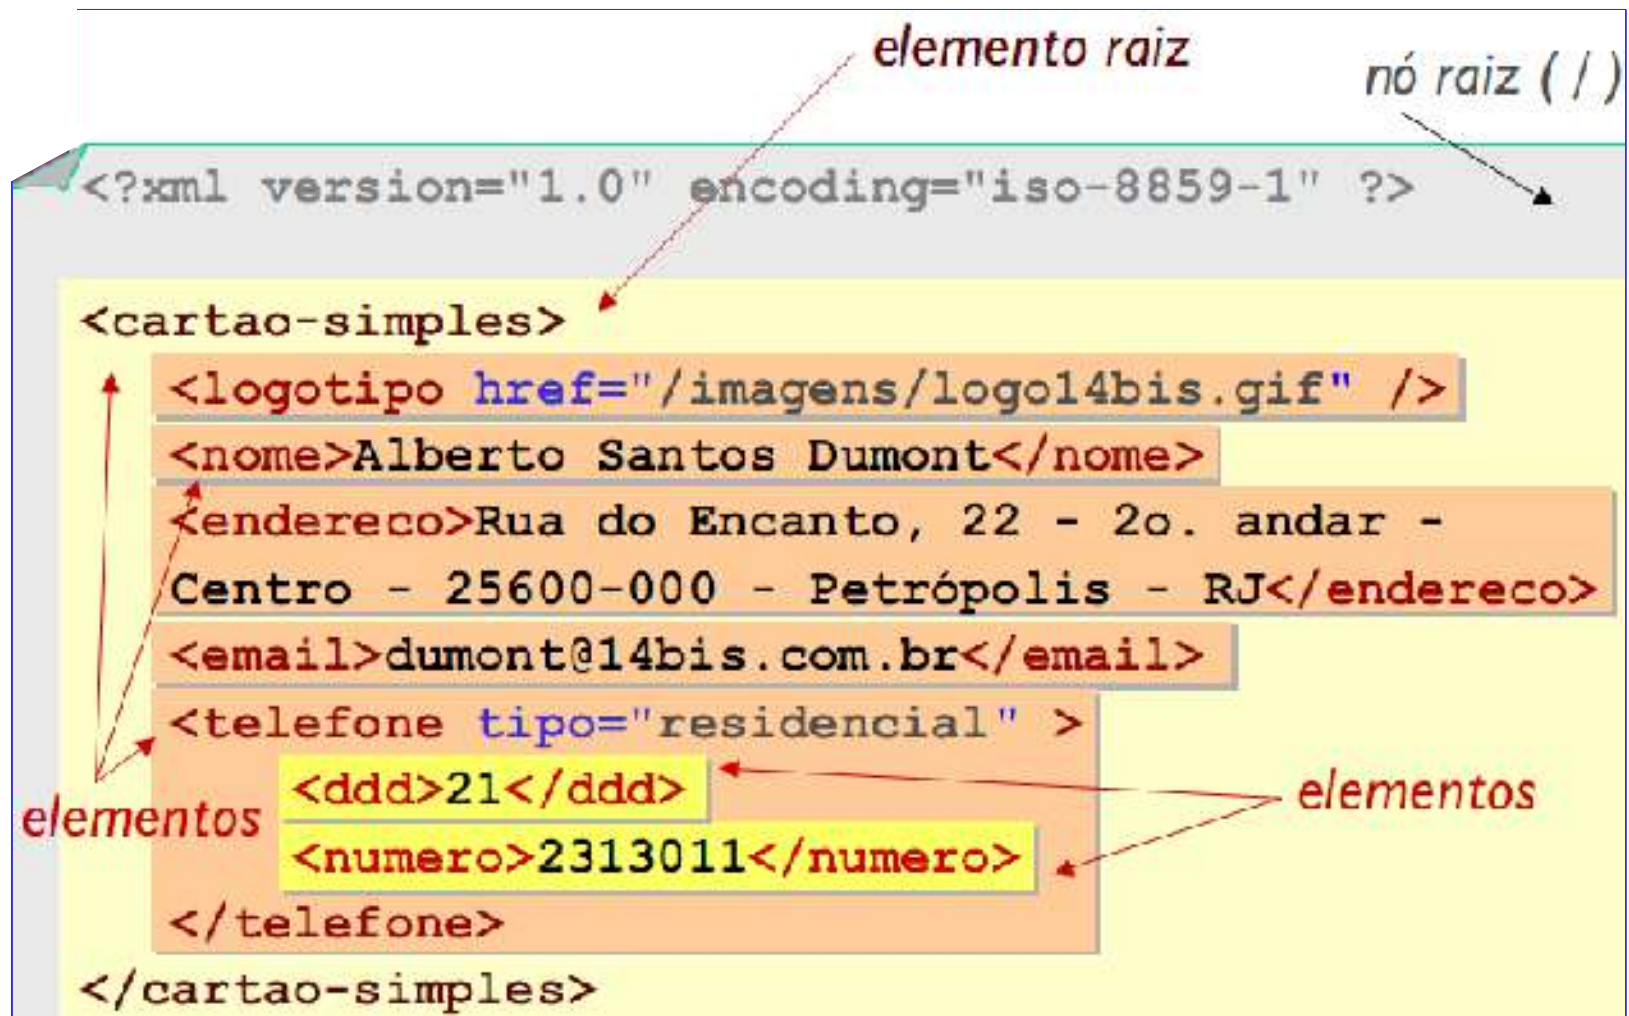 elemento raiz
nó raiz ( / )
<?xml version="1.0" encoding="iso-8859-1" ?>
<cartao-simples>
<logotipo href="/imagens/logo14bis.gif" />
<nome>Alberto Santos Dumont</nome>
<endereco>Rua do Encanto, 22 - 2o. andar -
Centro - 25600-000 - Petrópolis - RJ</endereco>
<email>dumont@14bis.com.br</email>
<telefone tipo="residencial" >
<ddd>21</ddd>
elementos
elementos
<numero>2313011</numero>
</telefone>
</cartao-simples>